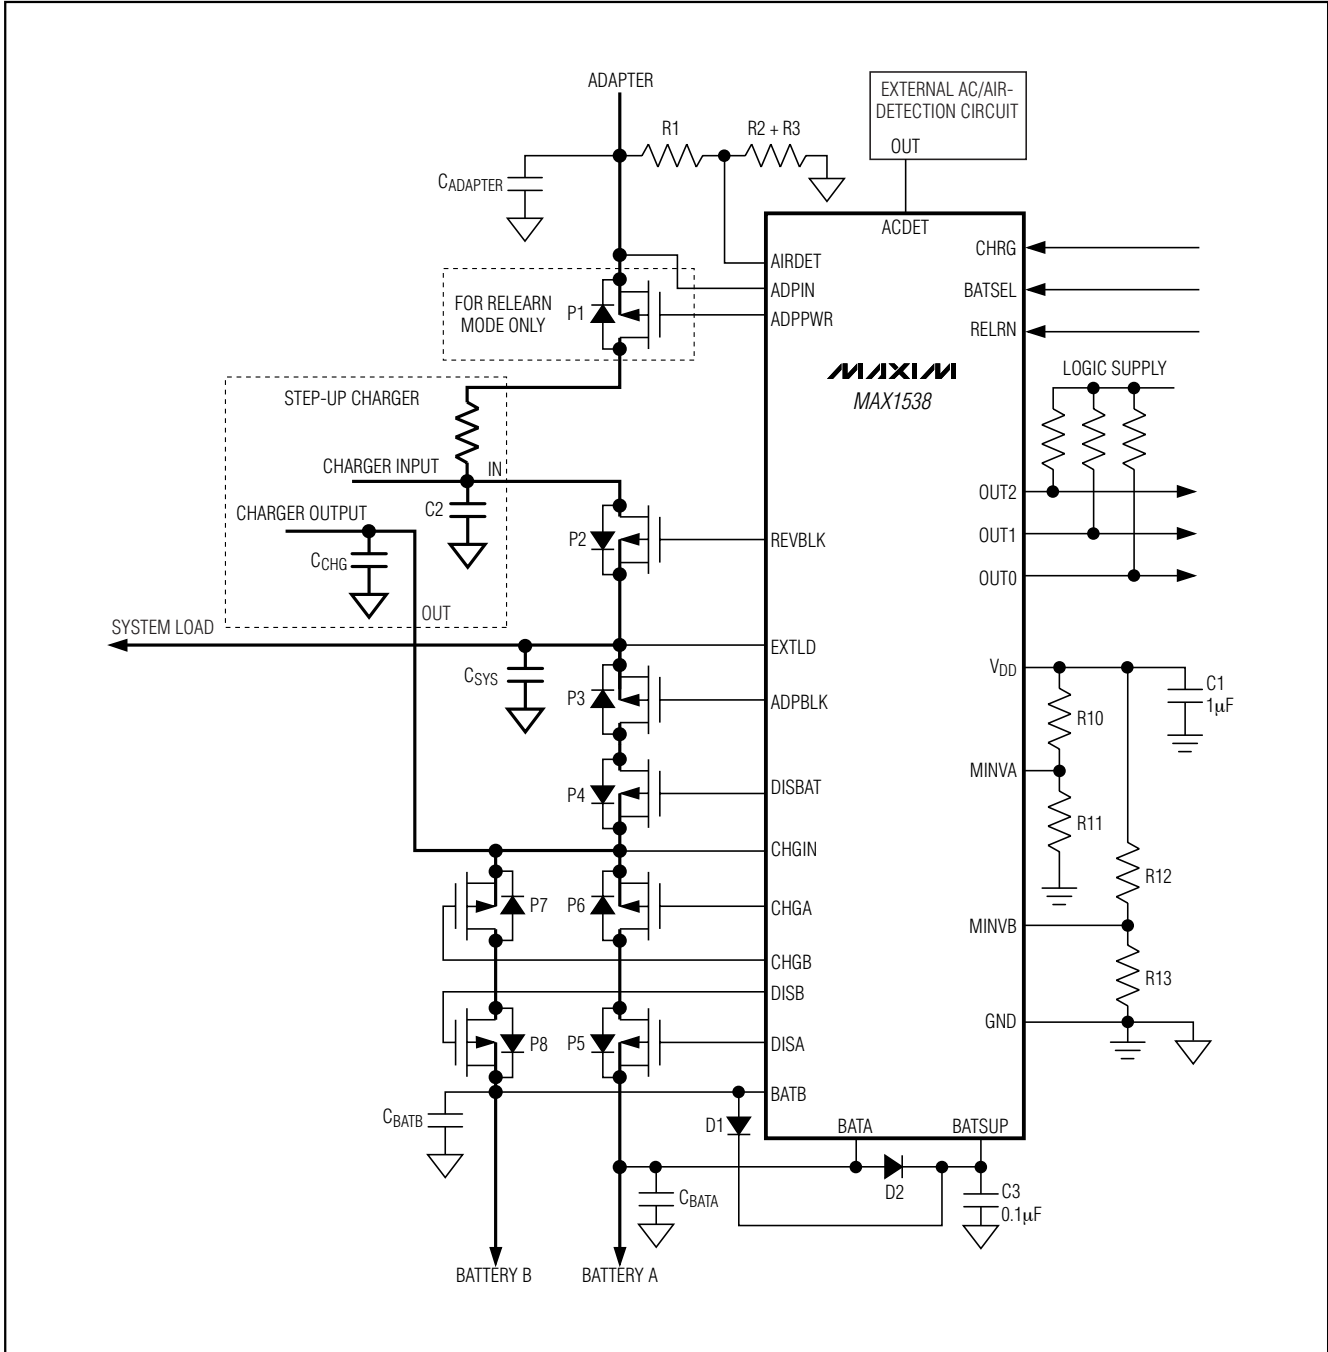 ADAPTER
EXTERNAL AC/AIR-
DETECTION CIRCUIT
OUT
R1
R2 + R3
CADAPTER
ACDET
CHRG
AIRDET
ADPIN
BATSEL
FOR RELEARN
MODE ONLY
P1
ADPPWR
RELRN
MAXIM
MAX1538
LOGIC SUPPLY
STEP-UP CHARGER
CHARGER INPUT
IN
OUT2
C2
CHARGER OUTPUT
P2
REVBLK
OUT1
CCHG
OUT0
OUT
SYSTEM LOAD
EXTLD
VDD
CSYS
P3
ADPBLK
C1
1µF
R10
MINVA
P4
DISBAT
R11
CHGIN
R12
P7
P6
CHGA
MINVB
CHGB
R13
DISB
GND
P8
P5
DISA
BATB
CBATB
D1
BATA
BATSUP
D2
C3
0.1µF
CBATA
BATTERY B
BATTERY A